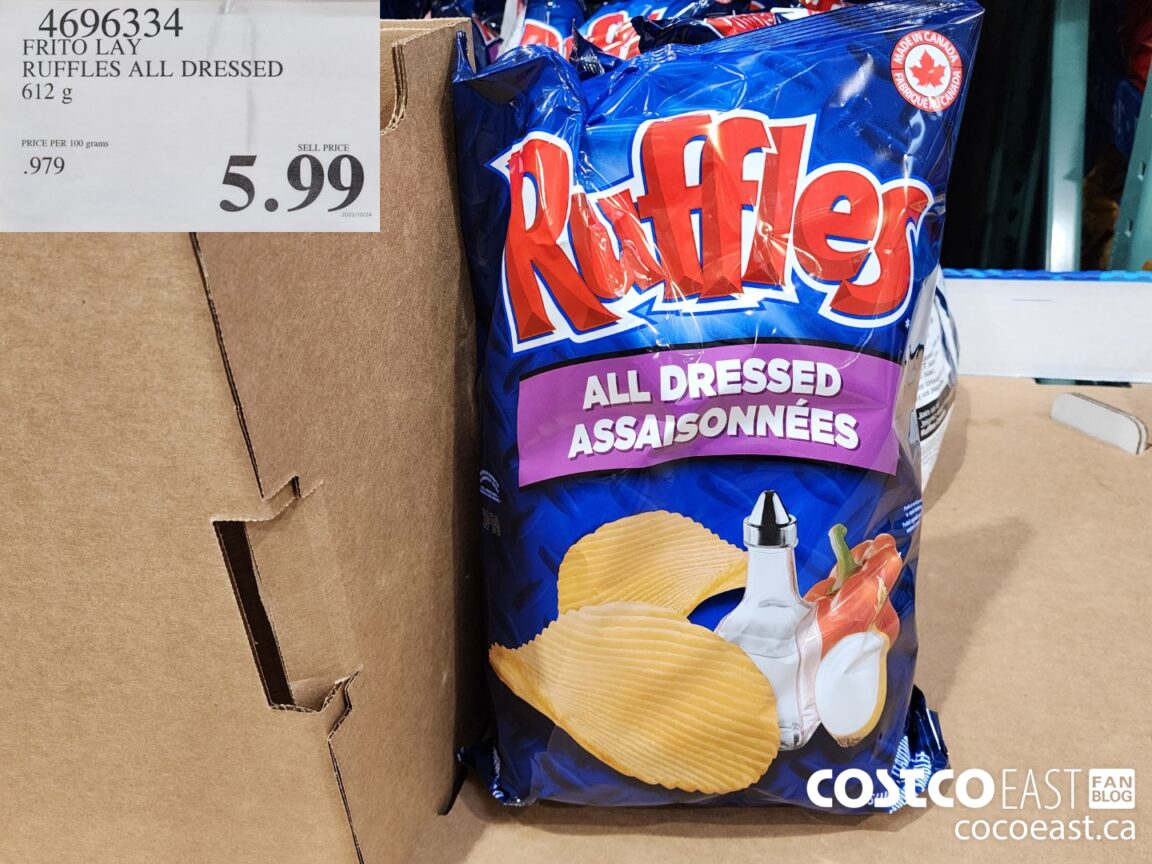 4696334
FRITO LAY
RUFFLES ALL DRESSED
612 g
PRICE PER 100 grams
.979
SELL PRICE
5.99
2022/10/24
MADE IN CANADA
FABRIQUÉ AU CANADA
Ruffles
ALL DRESSED
ASSAISONNÉES
COSTCO EAST FAN BLOG
cocoeast.ca